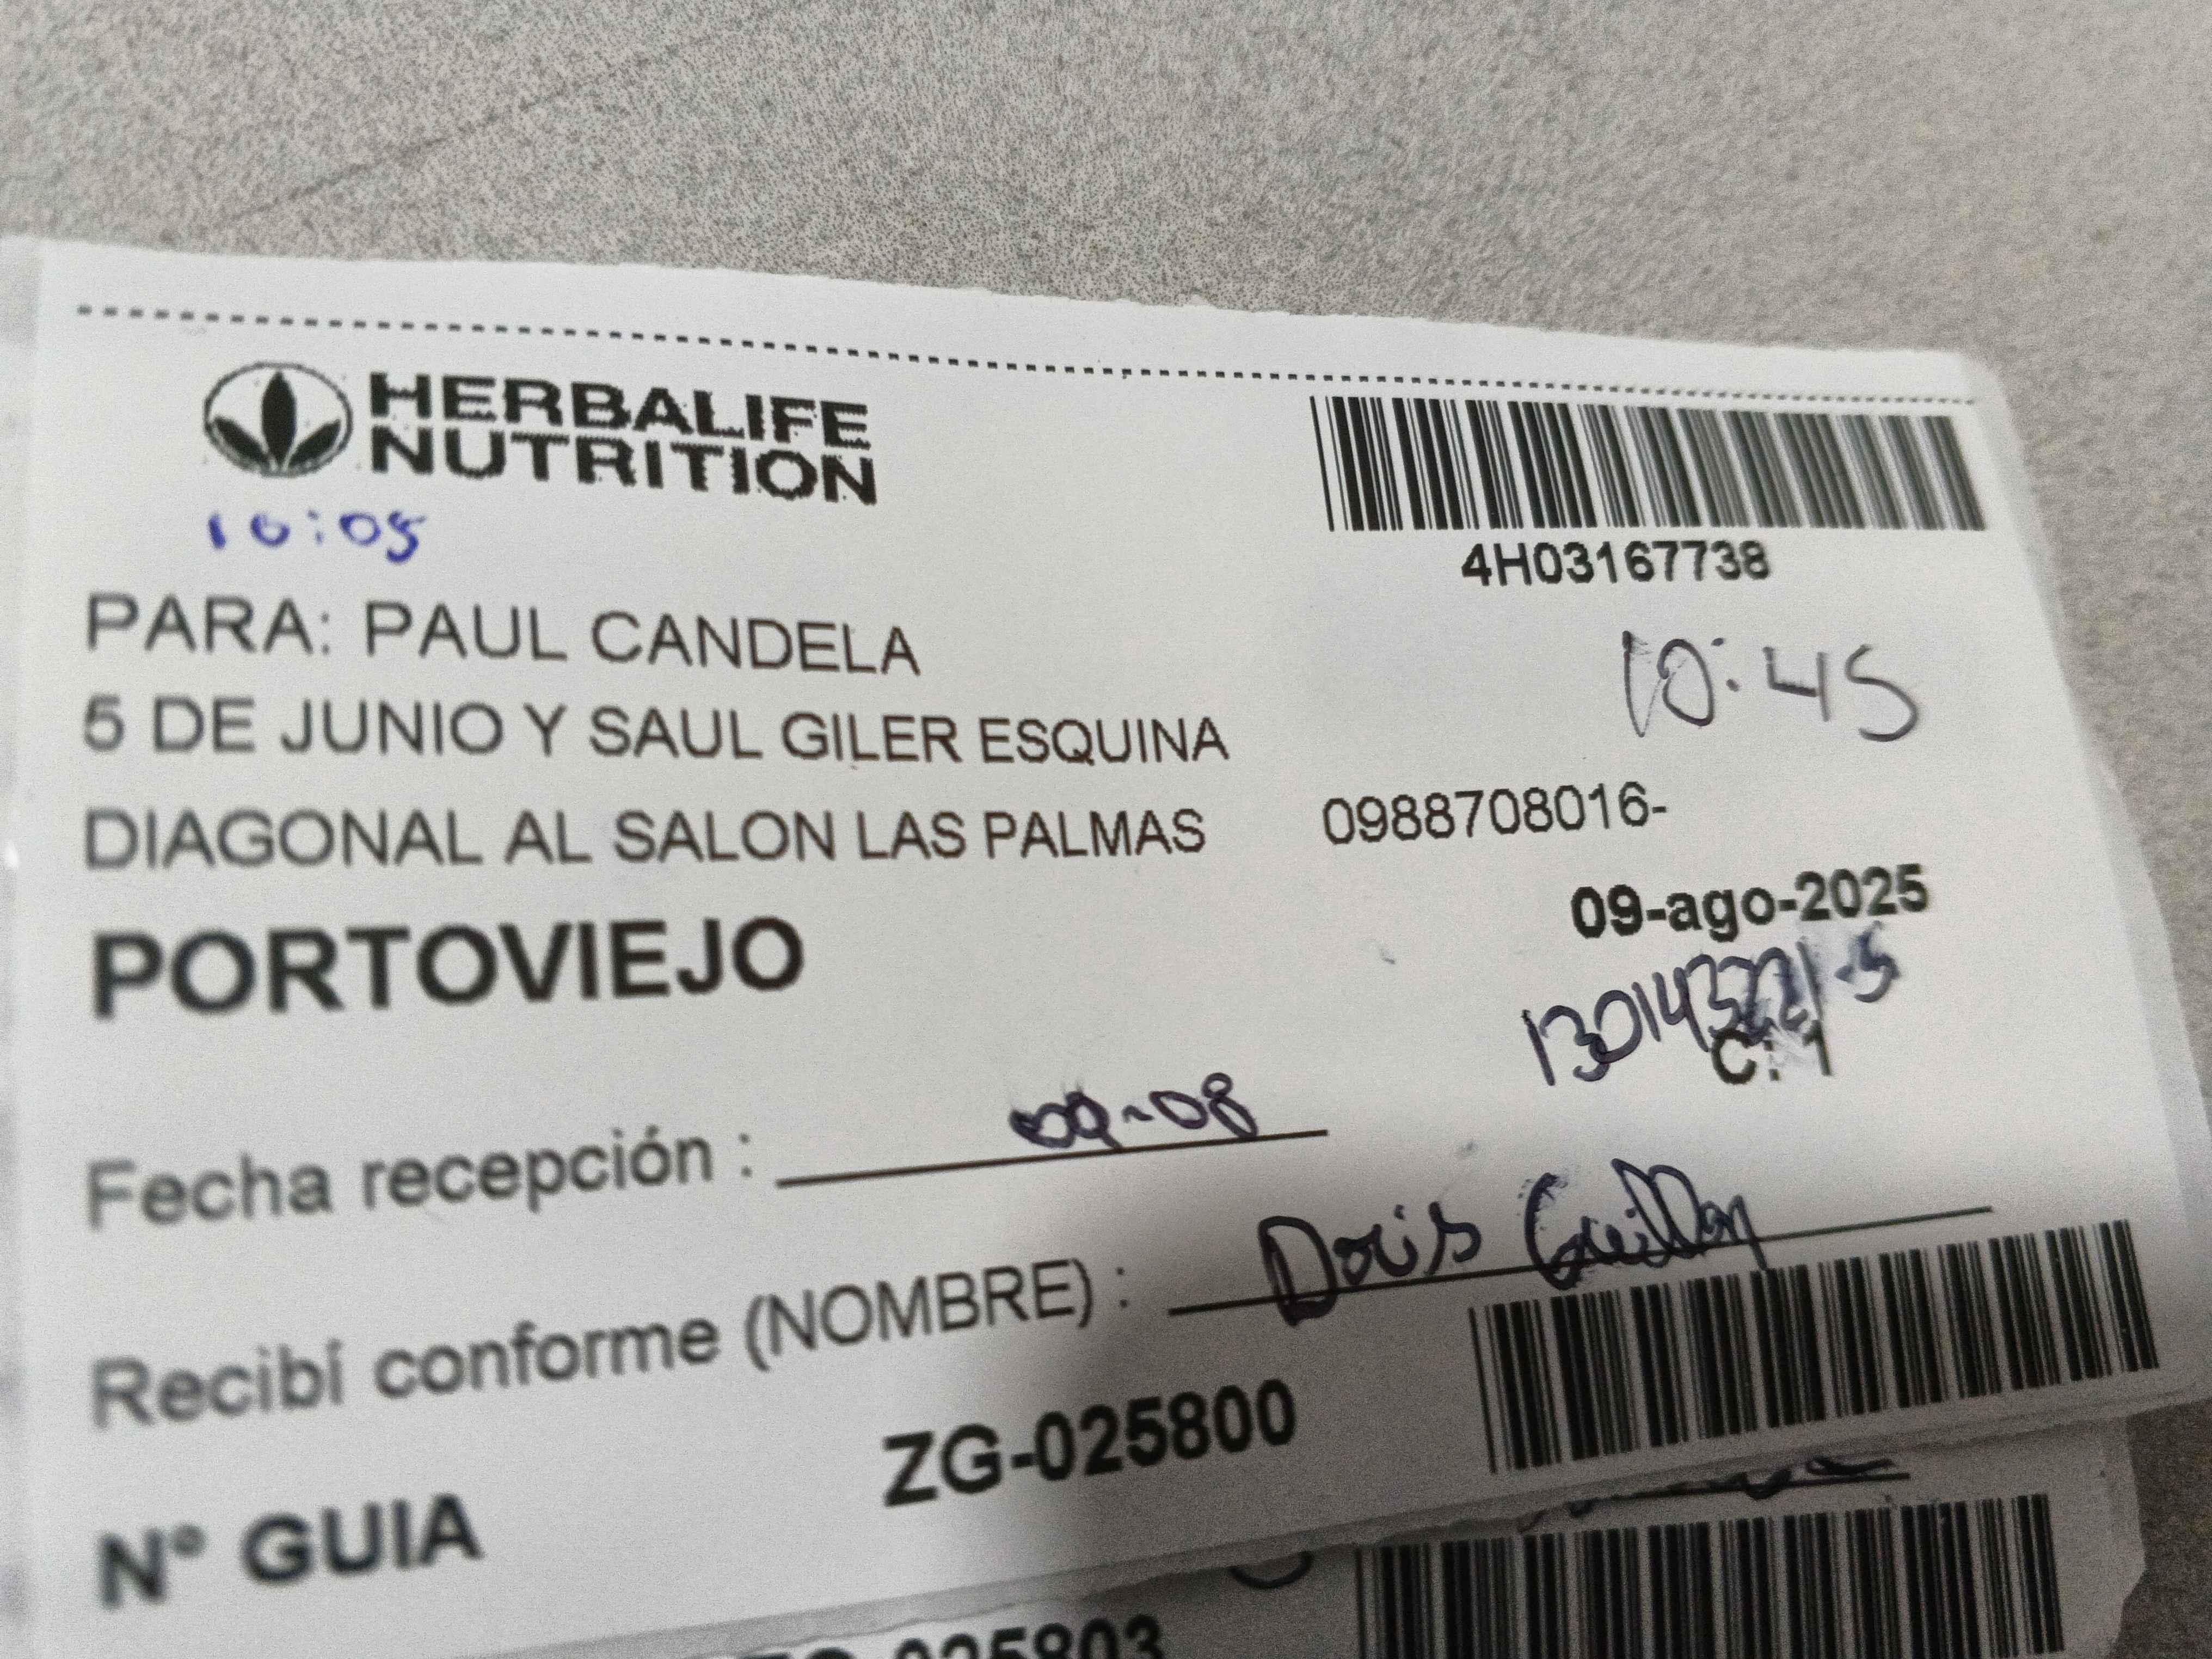 HERBALIFE
NUTRITION
10:05
4H03167738
PARA: PAUL CANDELA
10:45
5 DE JUNIO Y SAUL GILER ESQUINA
DIAGONAL AL SALON LAS PALMAS 0988708016-
09-ago-2025
PORTOVIEJO
C: 1
Fecha recepción : 09-08
Recibí conforme (NOMBRE) : Doris
N° GUIA ZG-025800
025803